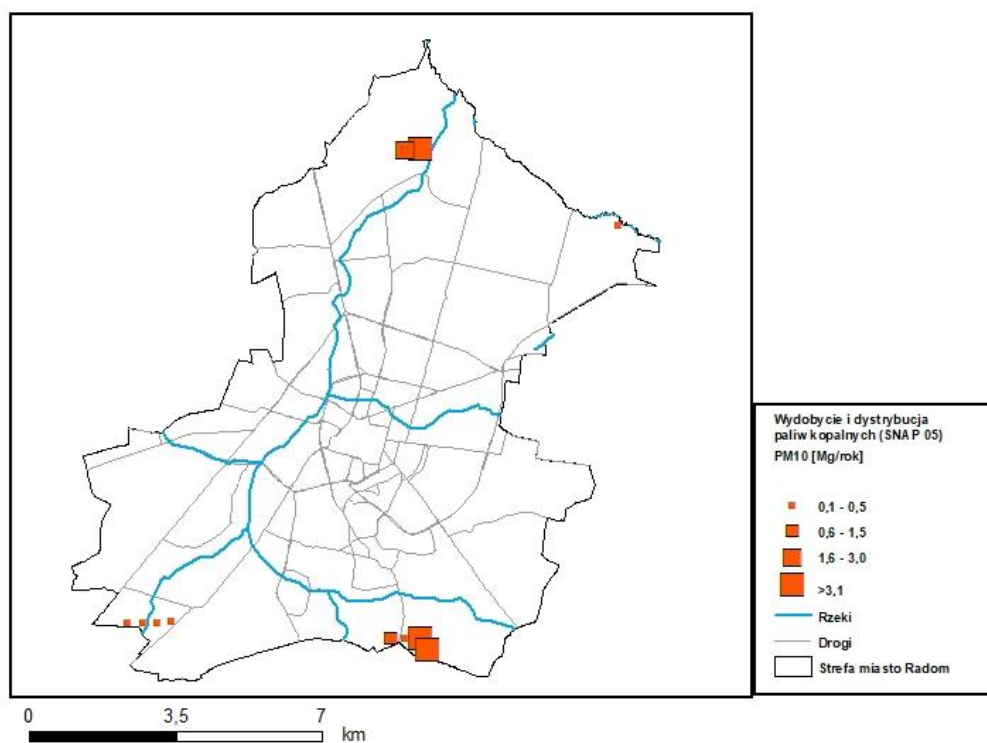 Wydobycie i dystrybucja
paliw kopalnych (SNAP 05)
PM10 [Mg/rok]
0,1 - 0,5
0,6 - 1,5
1,6 - 3,0
>3,1
Rzeki
Drogi
Strefa miasto Radom
0 3,5 7
km